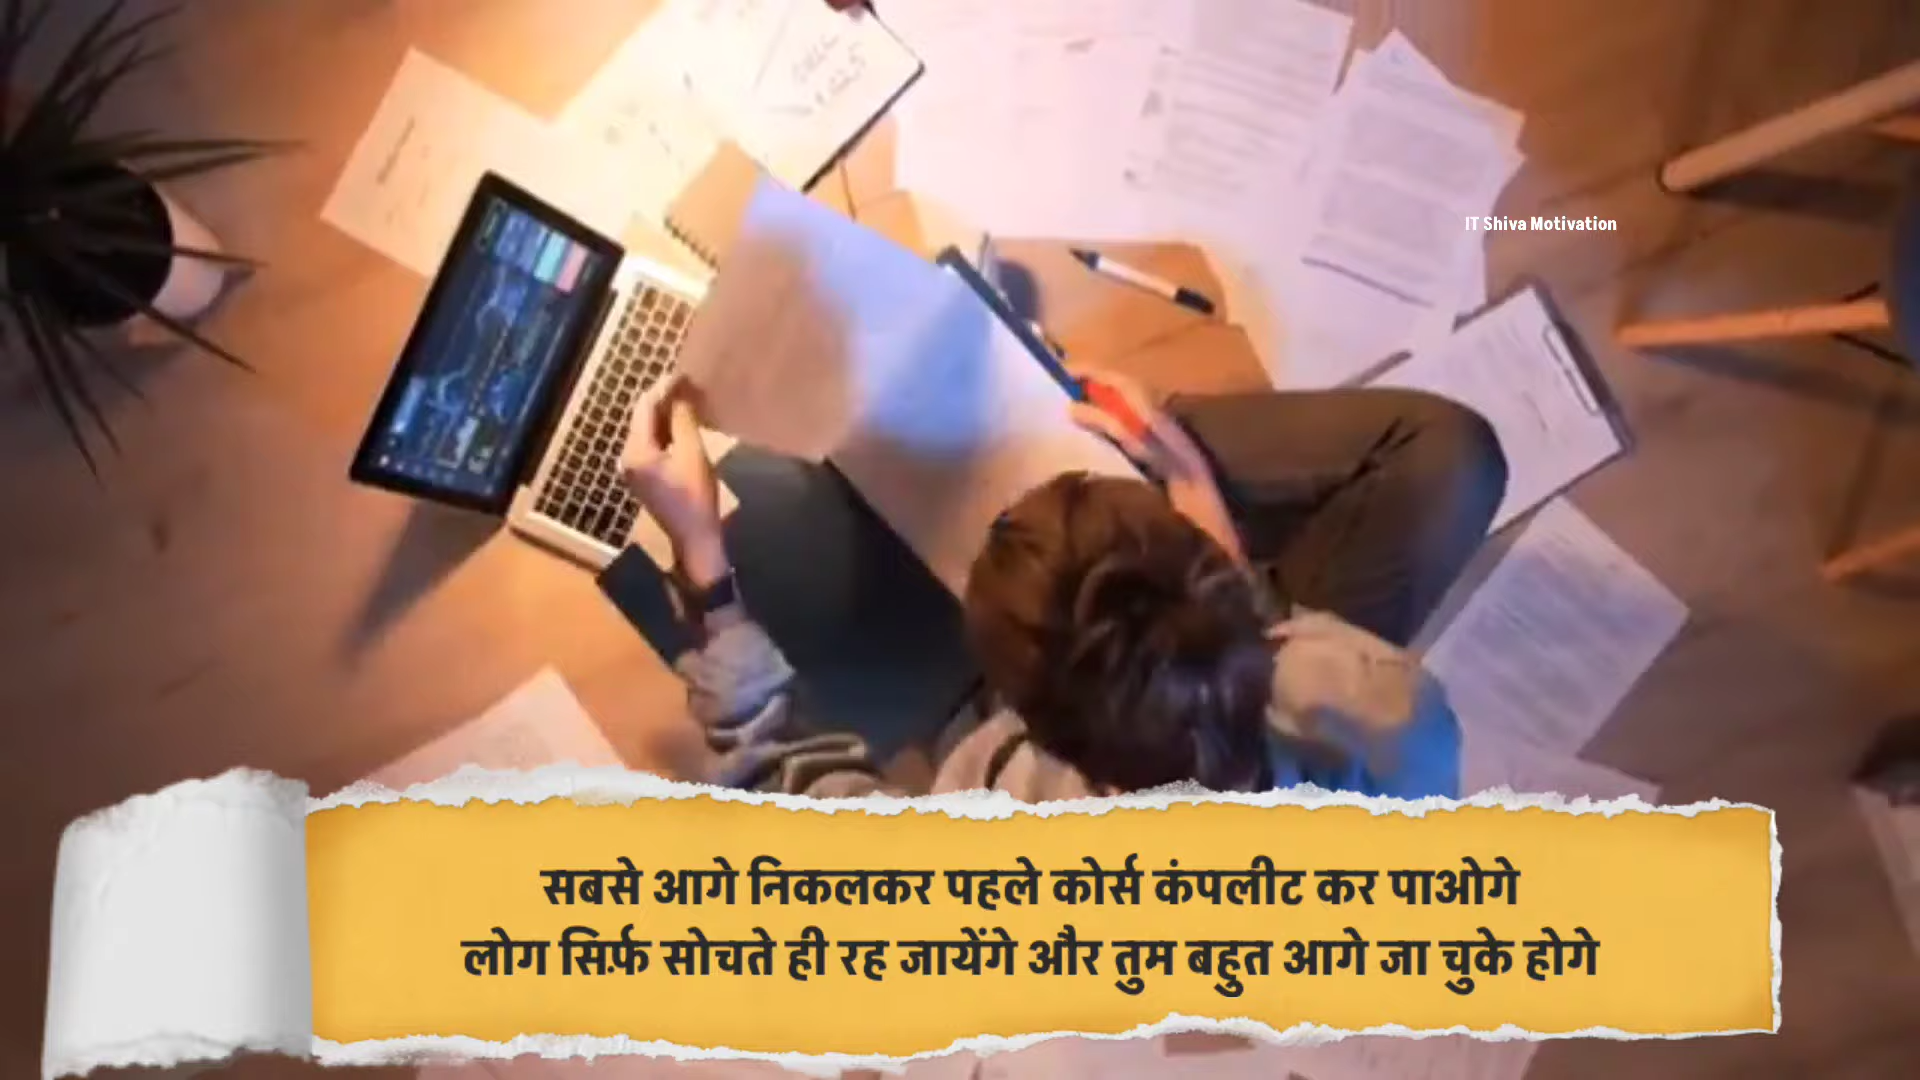 IT Shiva Motivation
सबसे आगे निकलकर पहले कोर्स कंपलीट कर पाओगे
लोग सिर्फ़ सोचते ही रह जायेंगे और तुम बहुत आगे जा चुके होगे